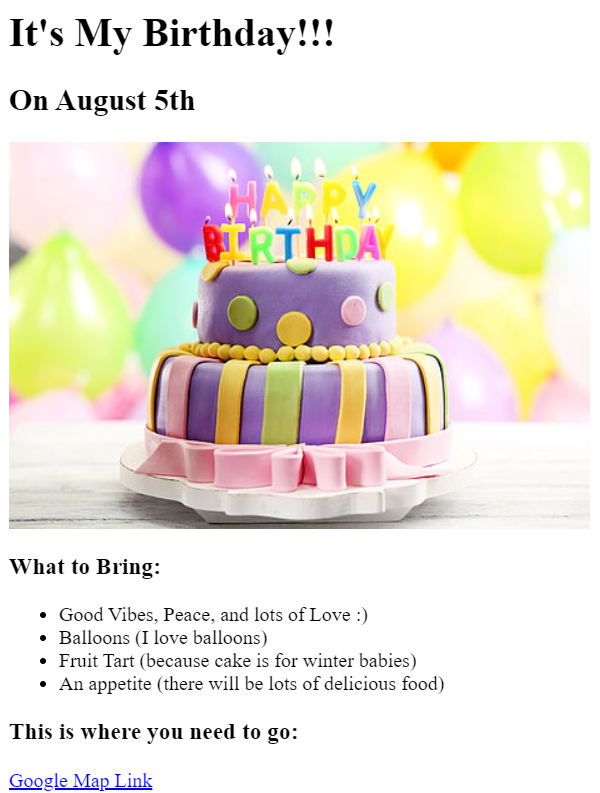 It's My Birthday!!!
On August 5th
HAPPY
BIRTHDAY
What to Bring:
Good Vibes, Peace, and lots of Love :)
Balloons (I love balloons)
Fruit Tart (because cake is for winter babies)
An appetite (there will be lots of delicious food)
This is where you need to go:
Google Map Link